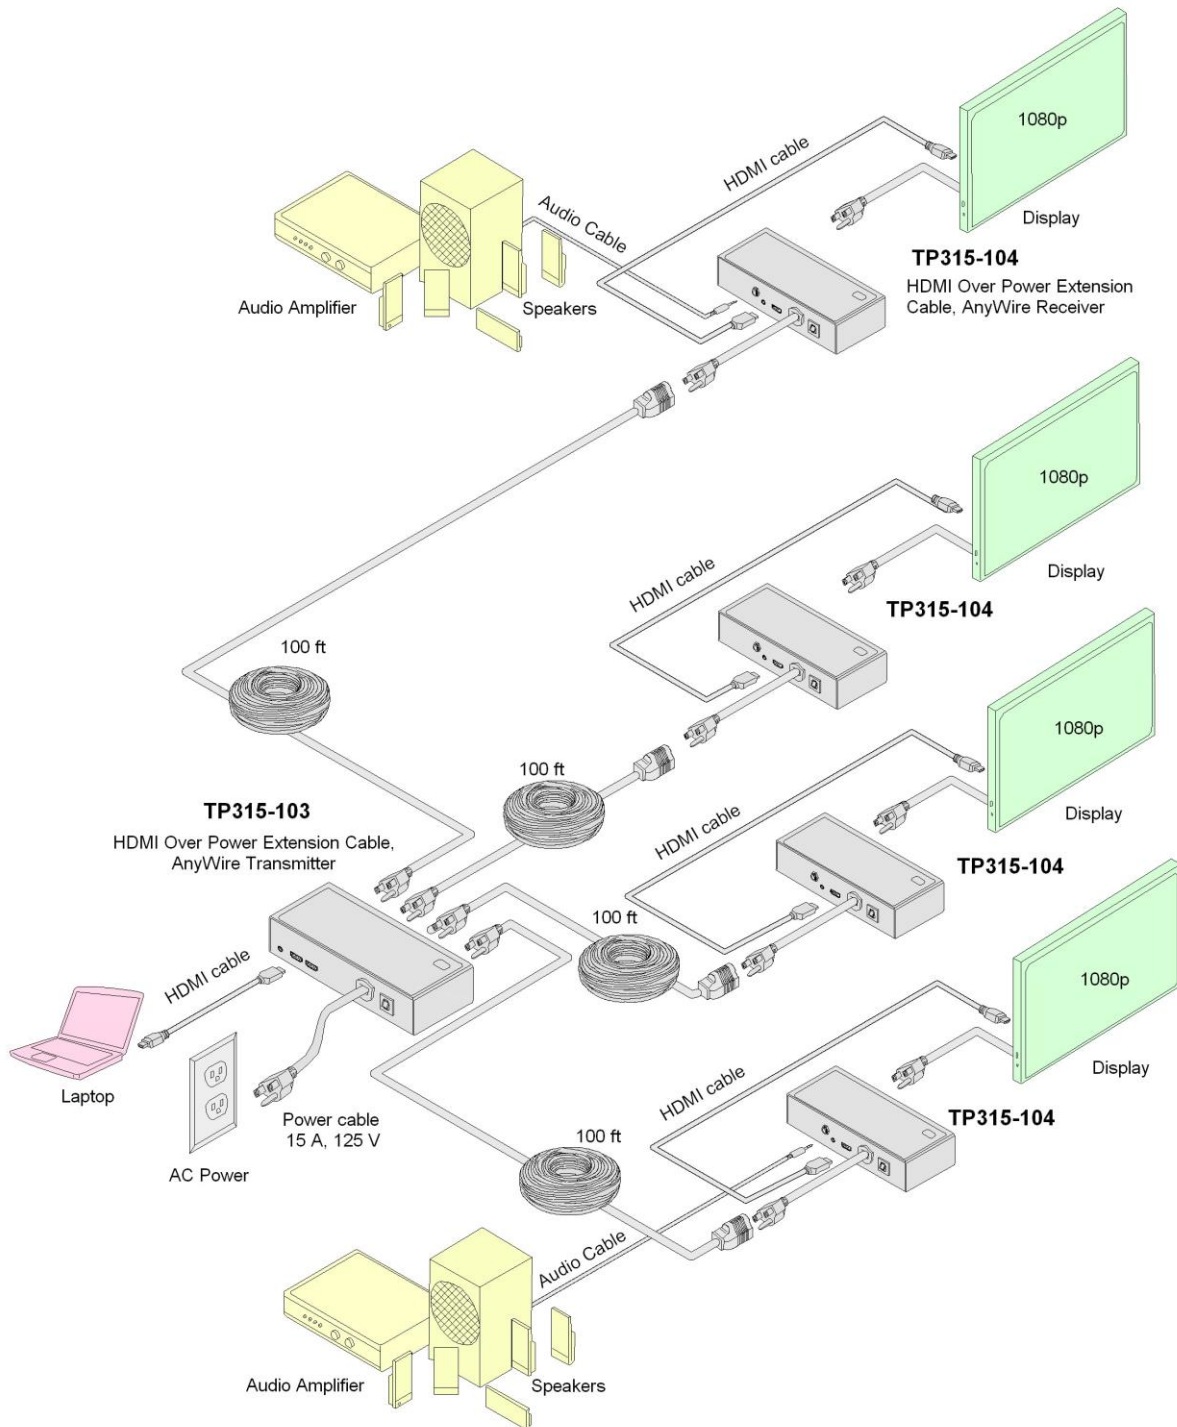 1080p
HDMI cable
Audio Cable
Display
TP315-104
HDMI Over Power Extension
Cable, AnyWire Receiver
Audio Amplifier
Speakers
1080p
HDMI cable
Display
TP315-104
100 ft
1080p
100 ft
HDMI cable
Display
TP315-103
HDMI Over Power Extension Cable,
AnyWire Transmitter
TP315-104
100 ft
1080p
HDMI cable
HDMI cable
Display
Laptop
TP315-104
Power cable
15 A, 125 V
100 ft
AC Power
Audio Cable
Audio Amplifier
Speakers